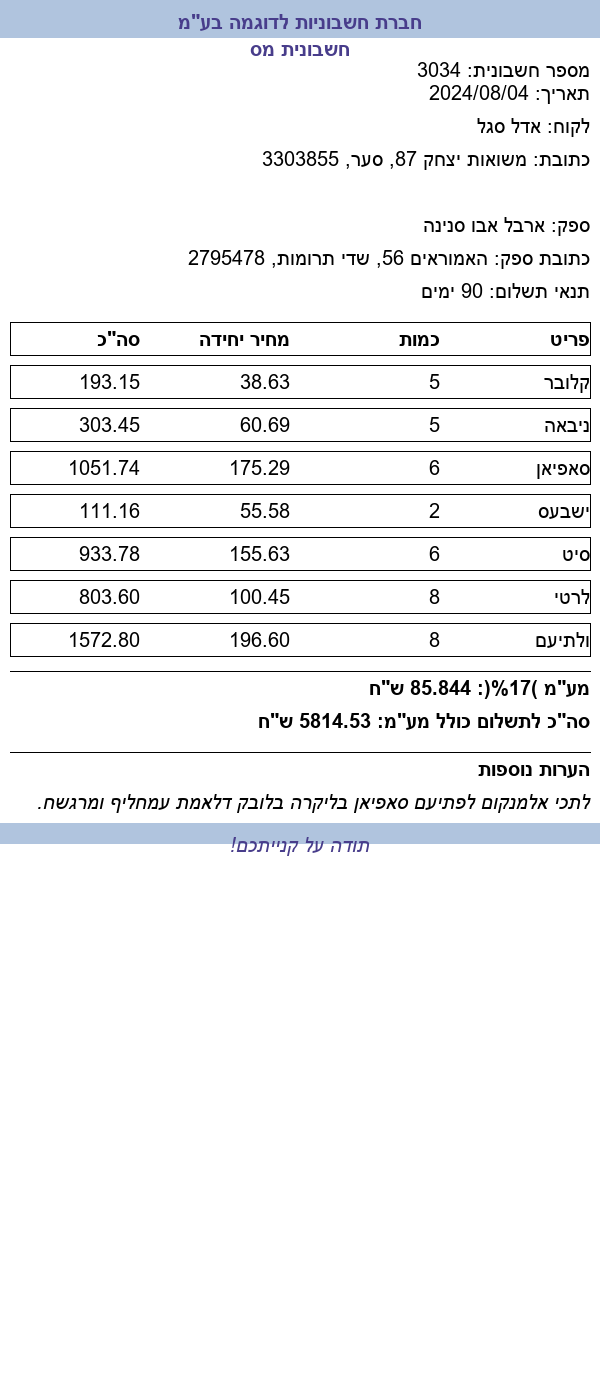 חברת חשבוניות לדוגמה בע"מ
חשבונית מס
מספר חשבונית: 3034
תאריך: 2024/08/04
לקוח: אדל סגל
כתובת: משואות יצחק 87, סער, 3303855
ספק: ארבל אבו סנינה
כתובת ספק: האמוראים 56, שדי תרומות, 2795478
תנאי תשלום: 90 ימים
פריט כמות מחיר יחידה סה"כ
קלובר 5 38.63 193.15
ניבאה 5 60.69 303.45
סאפיאן 6 175.29 1051.74
ישבעס 2 55.58 111.16
סיט 6 155.63 933.78
לרטי 8 100.45 803.60
ולתיעם 8 196.60 1572.80
מע"מ )17%(: 85.844 ש"ח
סה"כ לתשלום כולל מע"מ: 5814.53 ש"ח
הערות נוספות
לתכי אלמנקום לפתיעם סאפיאן בליקרה בלובק דלאמת עמחליף ומרגשח.
תודה על קנייתכם!